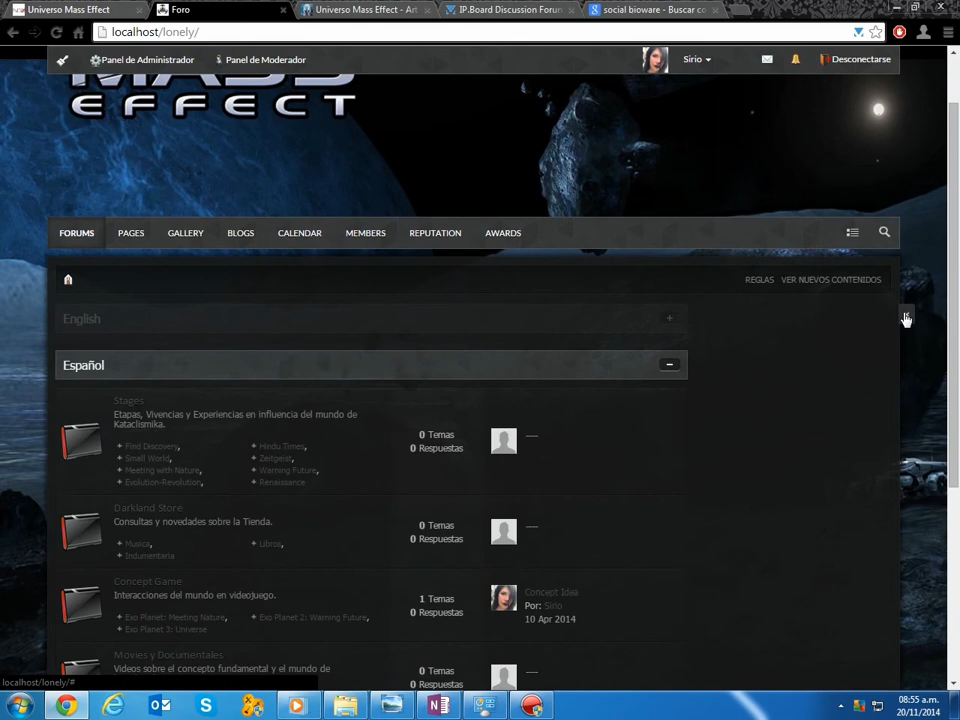 Universo Mass Effect
Foro
Universo Mass Effect - Art
IP.Board Discussion Forun
social bioware - Buscar co
localhost/lonely/
Panel de Administrador
Panel de Moderador
Sirio
Desconectarse
MASS
EFFECT
FORUMS
PAGES
GALLERY
BLOGS
CALENDAR
MEMBERS
REPUTATION
AWARDS
REGLAS
VER NUEVOS CONTENIDOS
English
Español
Stages
Etapas, Vivencias y Experiencias en influencia del mundo de
Kataclismika.
Find Discovery, Hindu Times,
Small World, Zeitgeist,
Meeting with Nature, Warning Future,
Evolution-Revolution, Renaissance
0 Temas
0 Respuestas
Darkland Store
Consultas y novedades sobre la Tienda.
Musica, Libros,
Indumentaria
0 Temas
0 Respuestas
Concept Game
Interacciones del mundo en videojuego.
Exo Planet: Meeting Nature, Exo Planet 2: Warning Future,
Exo Planet 3: Universe
1 Temas
0 Respuestas
Concept Idea
Por: Sirio
10 Apr 2014
Movies y Documentales
Videos sobre el concepto fundamental y el mundo de
0 Temas
0 Respuestas
localhost/lonely/#
08:55 a.m.
20/11/2014